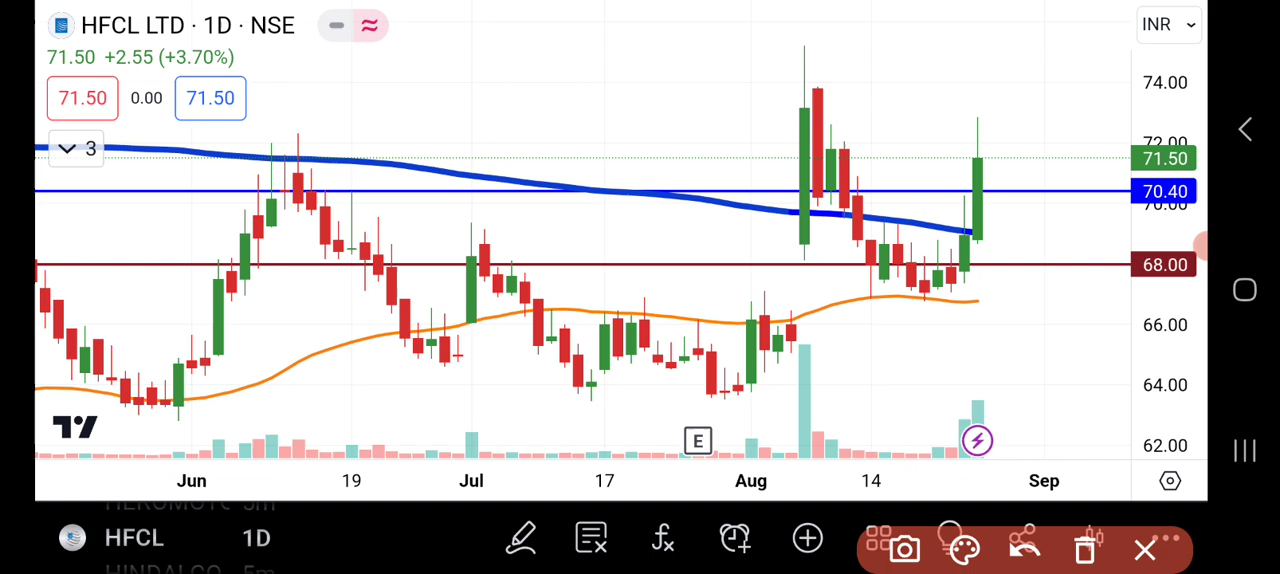 HFCL LTD · 1D · NSE
INR
71.50 +2.55 (+3.70%)
71.50 0.00 71.50
3
74.00
72.00
71.50
70.40
70.00
68.00
66.00
64.00
62.00
E
Jun 19 Jul 17 Aug 14 Sep
HFCL 1D